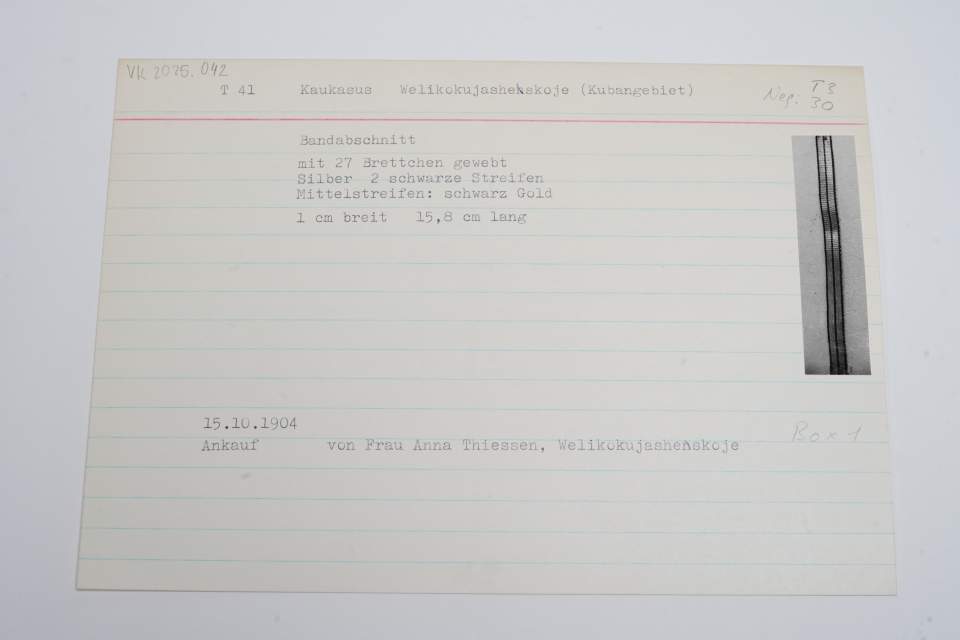 VK 2075.042
T 41 Kaukasus Welikokujashenskoje (Kubangebiet) Neg: T3 30
Bandabschnitt
mit 27 Brettchen gewebt
Silber 2 schwarze Streifen
Mittelstreifen: schwarz Gold
1 cm breit 15,8 cm lang
15.10.1904
Ankauf von Frau Anna Thiessen, Welikokujashenskoje
Box 1